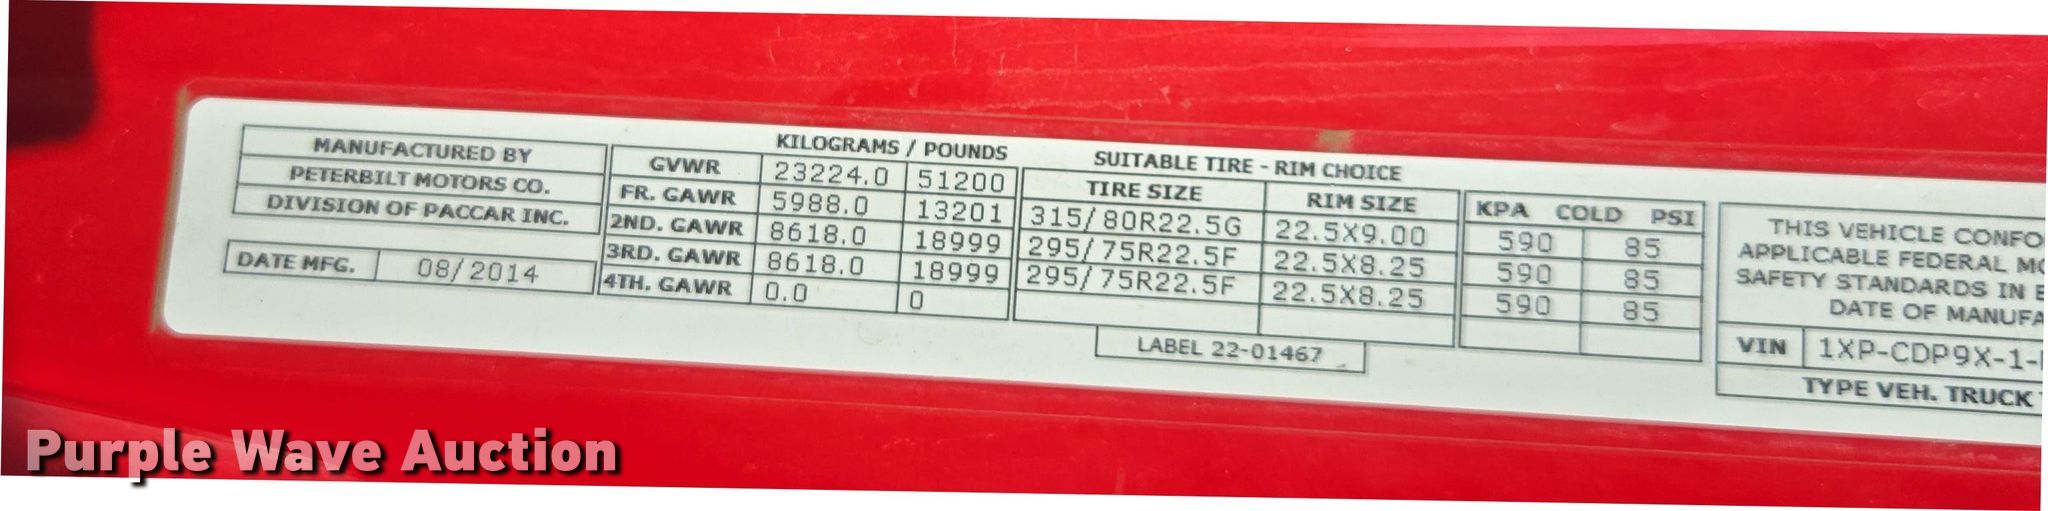 MANUFACTURED BY
PETERBILT MOTORS CO.
DIVISION OF PACCAR INC.
DATE MFG. 08/2014
KILOGRAMS / POUNDS
GVWR 23224.0 51200
FR. GAWR 5988.0 13201
2ND. GAWR 8618.0 18999
3RD. GAWR 8618.0 18999
4TH. GAWR 0.0 0
SUITABLE TIRE - RIM CHOICE
TIRE SIZE RIM SIZE
315/80R22.5G 22.5X9.00
295/75R22.5F 22.5X8.25
295/75R22.5F 22.5X8.25
KPA COLD PSI
590 85
590 85
590 85
LABEL 22-01467
THIS VEHICLE CONFO
APPLICABLE FEDERAL MO
SAFETY STANDARDS IN E
DATE OF MANUFA
VIN 1XP-CDP9X-1-
TYPE VEH. TRUCK
Purple Wave Auction